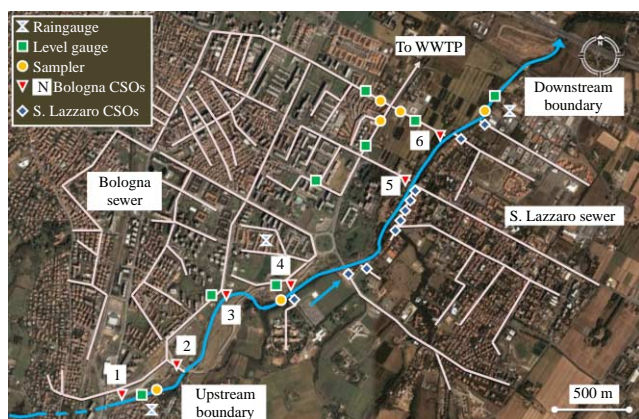 Raingauge
Level gauge
Sampler
N Bologna CSOs
S. Lazzaro CSOs
To WWTP
N
Downstream
boundary
6
Bologna
sewer
5
S. Lazzaro sewer
4
3
2
1
Upstream
boundary
500 m